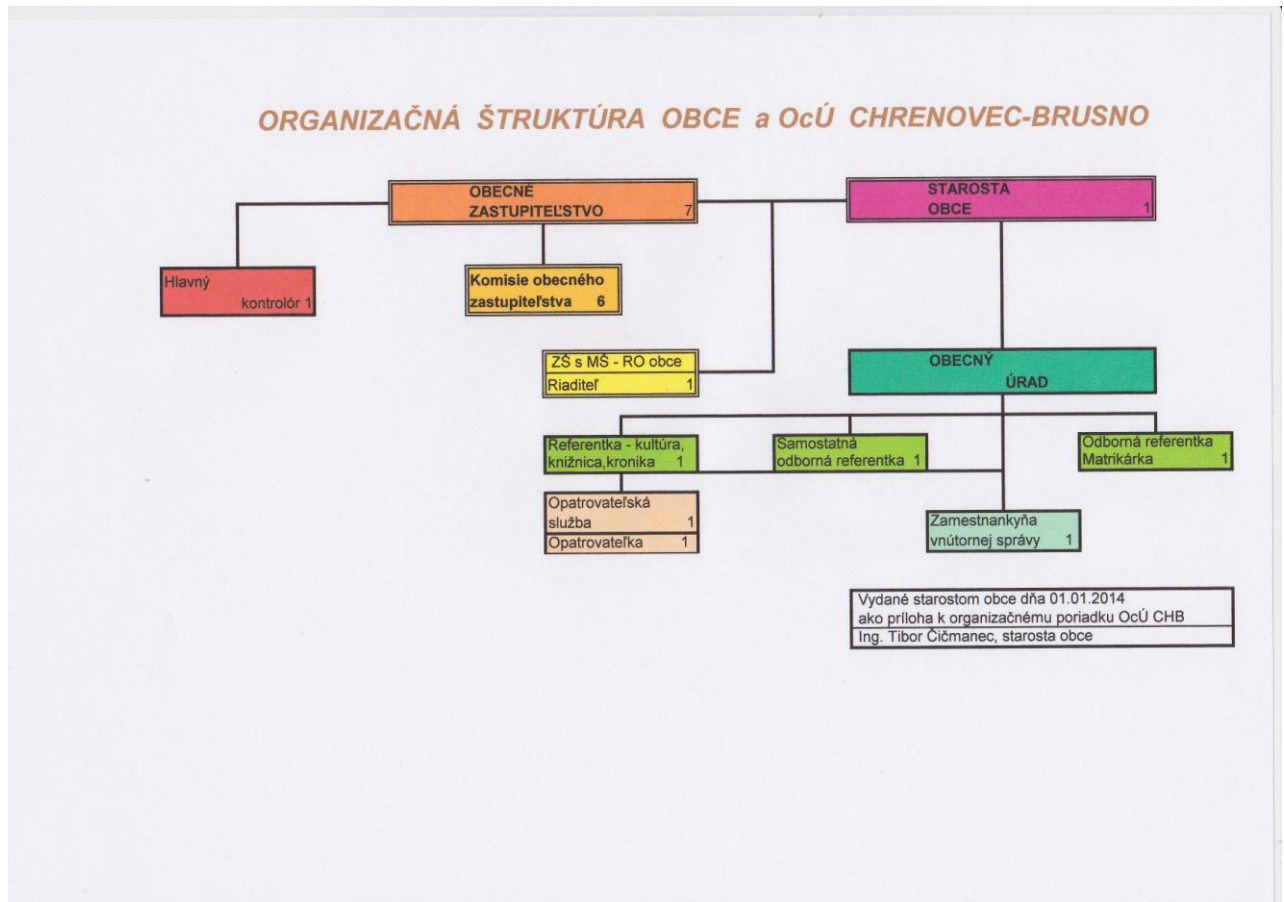 ORGANIZAČNÁ ŠTRUKTÚRA OBCE a OcÚ CHRENOVEC-BRUSNO
OBECNÉ
ZASTUPITEĽSTVO 7
STAROSTA
OBCE 1
Hlavný
kontrolór 1
Komisie obecného
zastupiteľstva 6
ZŠ s MŠ - RO obce
Riaditeľ 1
OBECNÝ
ÚRAD
Referentka - kultúra,
knižnica,kronika 1
Samostatná
odborná referentka 1
Odborná referentka
Matrikárka 1
Opatrovateľská
služba 1
Opatrovateľka 1
Zamestnankyňa
vnútornej správy 1
Vydané starostom obce dňa 01.01.2014
ako príloha k organizačnému poriadku OcÚ CHB
Ing. Tibor Čičmanec, starosta obce